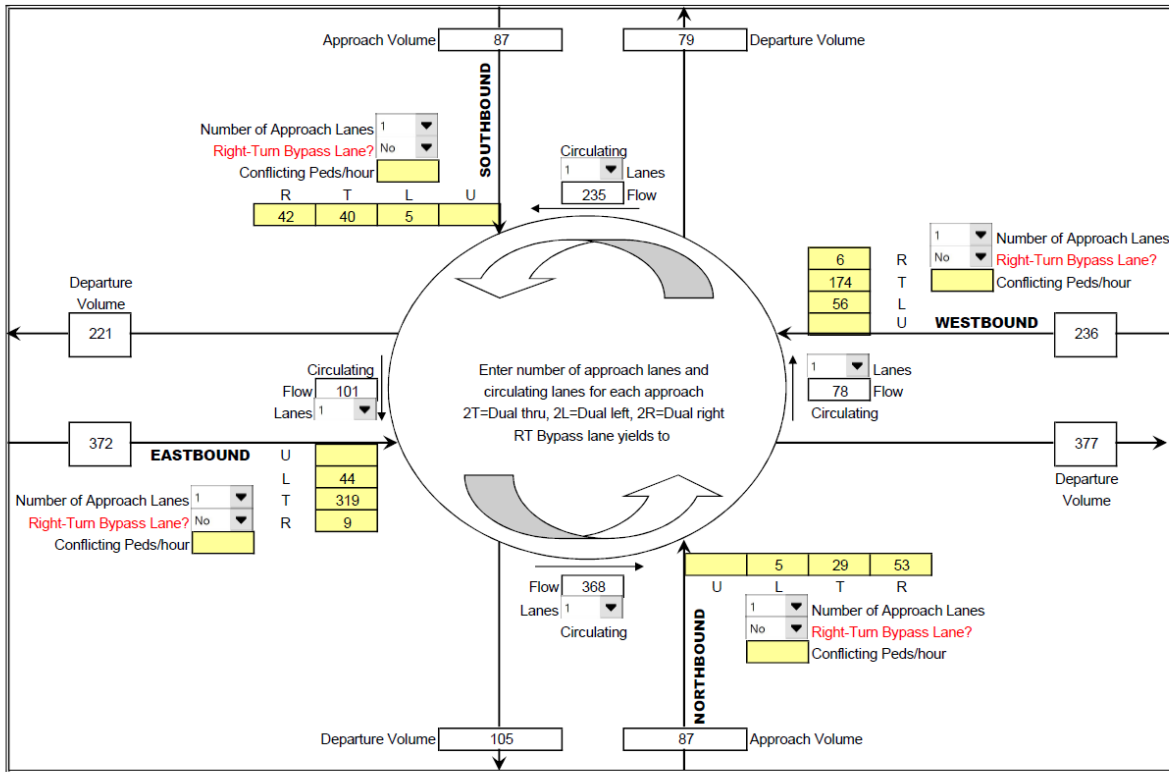 Approach Volume 87
79 Departure Volume
SOUTHBOUND
Number of Approach Lanes 1
Right-Turn Bypass Lane? No
Conflicting Peds/hour
R T L U
42 40 5
Circulating
1 Lanes
235 Flow
6 R
174 T
56 L
U
1 Number of Approach Lanes
No Right-Turn Bypass Lane?
Conflicting Peds/hour
WESTBOUND
236
Departure
Volume
221
Circulating
Flow 101
Lanes 1
Enter number of approach lanes and
circulating lanes for each approach
2T=Dual thru, 2L=Dual left, 2R=Dual right
RT Bypass lane yields to
1 Lanes
78 Flow
Circulating
372
EASTBOUND
U
L 44
T 319
R 9
Number of Approach Lanes 1
Right-Turn Bypass Lane? No
Conflicting Peds/hour
377
Departure
Volume
Flow 368
Lanes 1
Circulating
5 29 53
U L T R
1 Number of Approach Lanes
No Right-Turn Bypass Lane?
Conflicting Peds/hour
NORTHBOUND
Departure Volume 105
87 Approach Volume